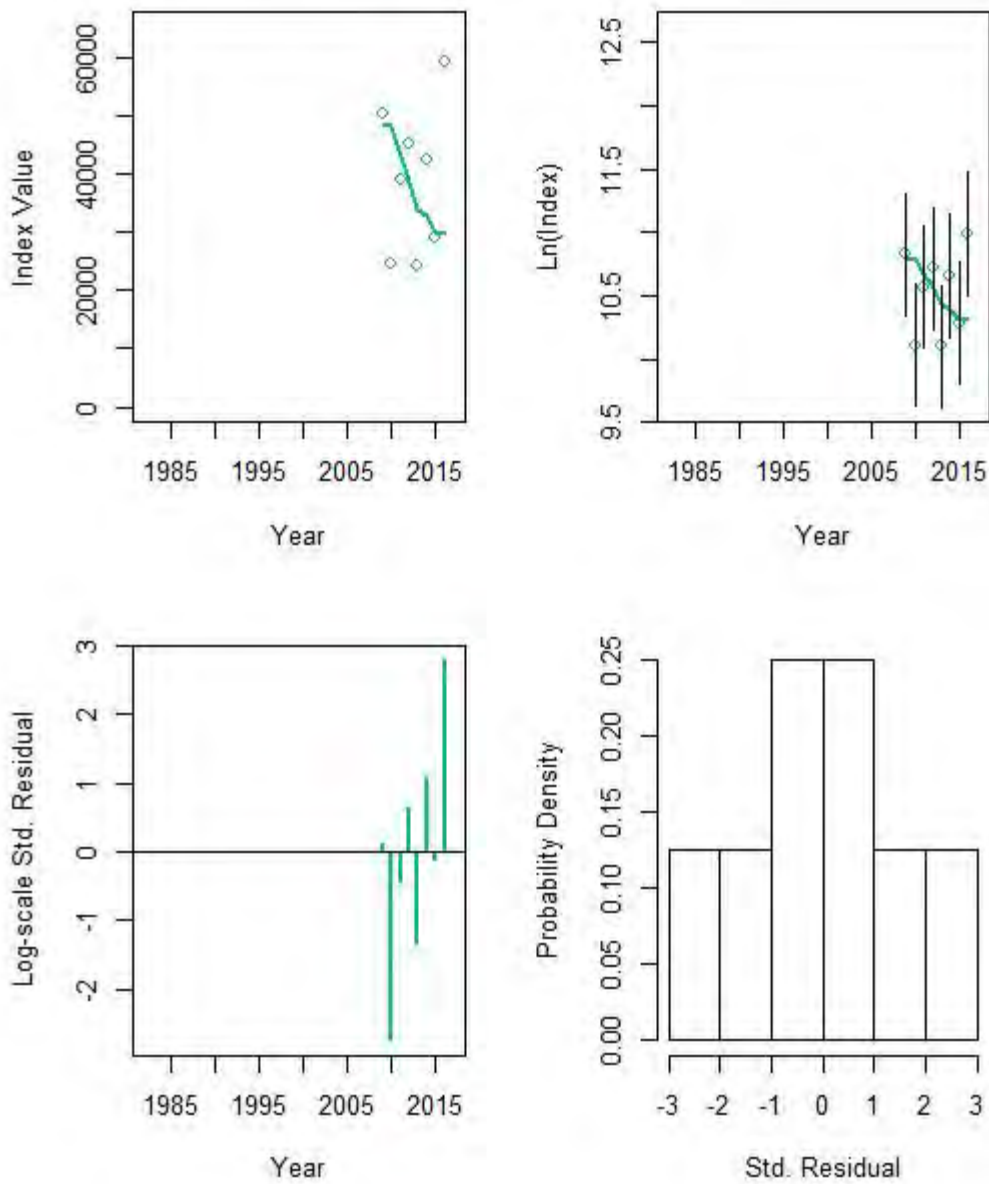 Index Value
60000
40000
20000
0
1985 1995 2005 2015
Year
Ln(Index)
12.5
11.5
10.5
9.5
1985 1995 2005 2015
Year
Log-scale Std. Residual
3
2
1
0
-1
-2
1985 1995 2005 2015
Year
Probability Density
0.25
0.20
0.15
0.10
0.05
0.00
-3 -2 -1 0 1 2 3
Std. Residual